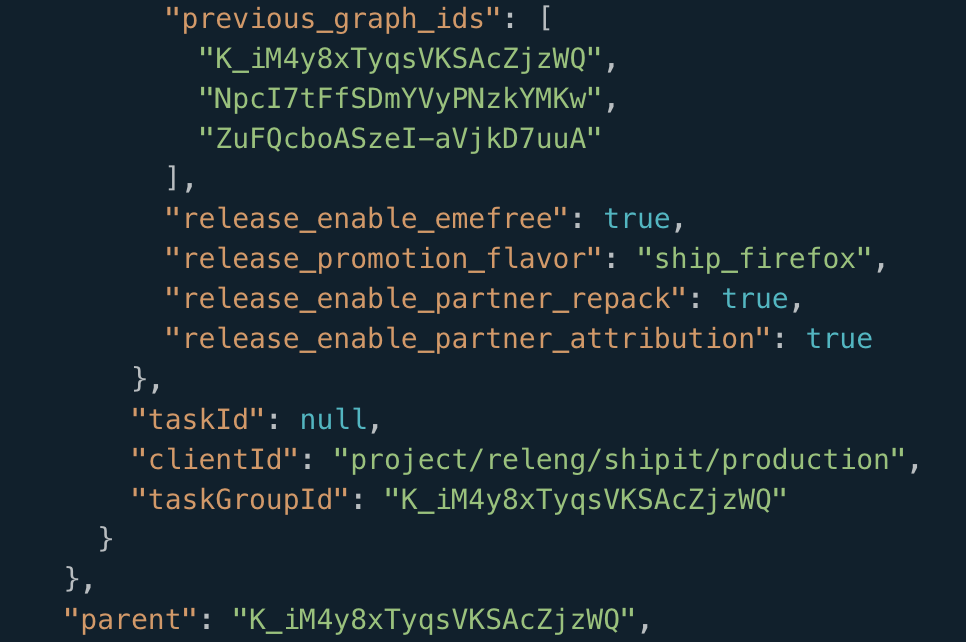 "previous_graph_ids": [
"K_iM4y8xTyqsVKSAcZjzWQ",
"NpcI7tFfSDmYVyPNzkYMKw",
"ZuFQcboASzeI-aVjkD7uuA"
],
"release_enable_emefree": true,
"release_promotion_flavor": "ship_firefox",
"release_enable_partner_repack": true,
"release_enable_partner_attribution": true
},
"taskId": null,
"clientId": "project/releng/shipit/production",
"taskGroupId": "K_iM4y8xTyqsVKSAcZjzWQ"
}
},
"parent": "K_iM4y8xTyqsVKSAcZjzWQ",